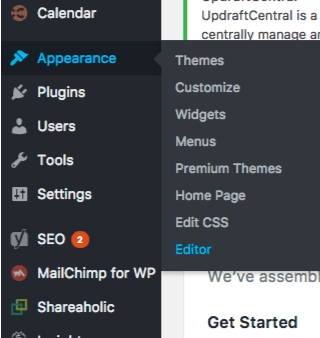 Calendar
UpdraftCentral is a
centrally manage an
Appearance
Themes
Customize
Widgets
Menus
Premium Themes
Home Page
Edit CSS
Editor
Plugins
Users
Tools
Settings
SEO 2
MailChimp for WP
Shareaholic
We've assembl
Get Started